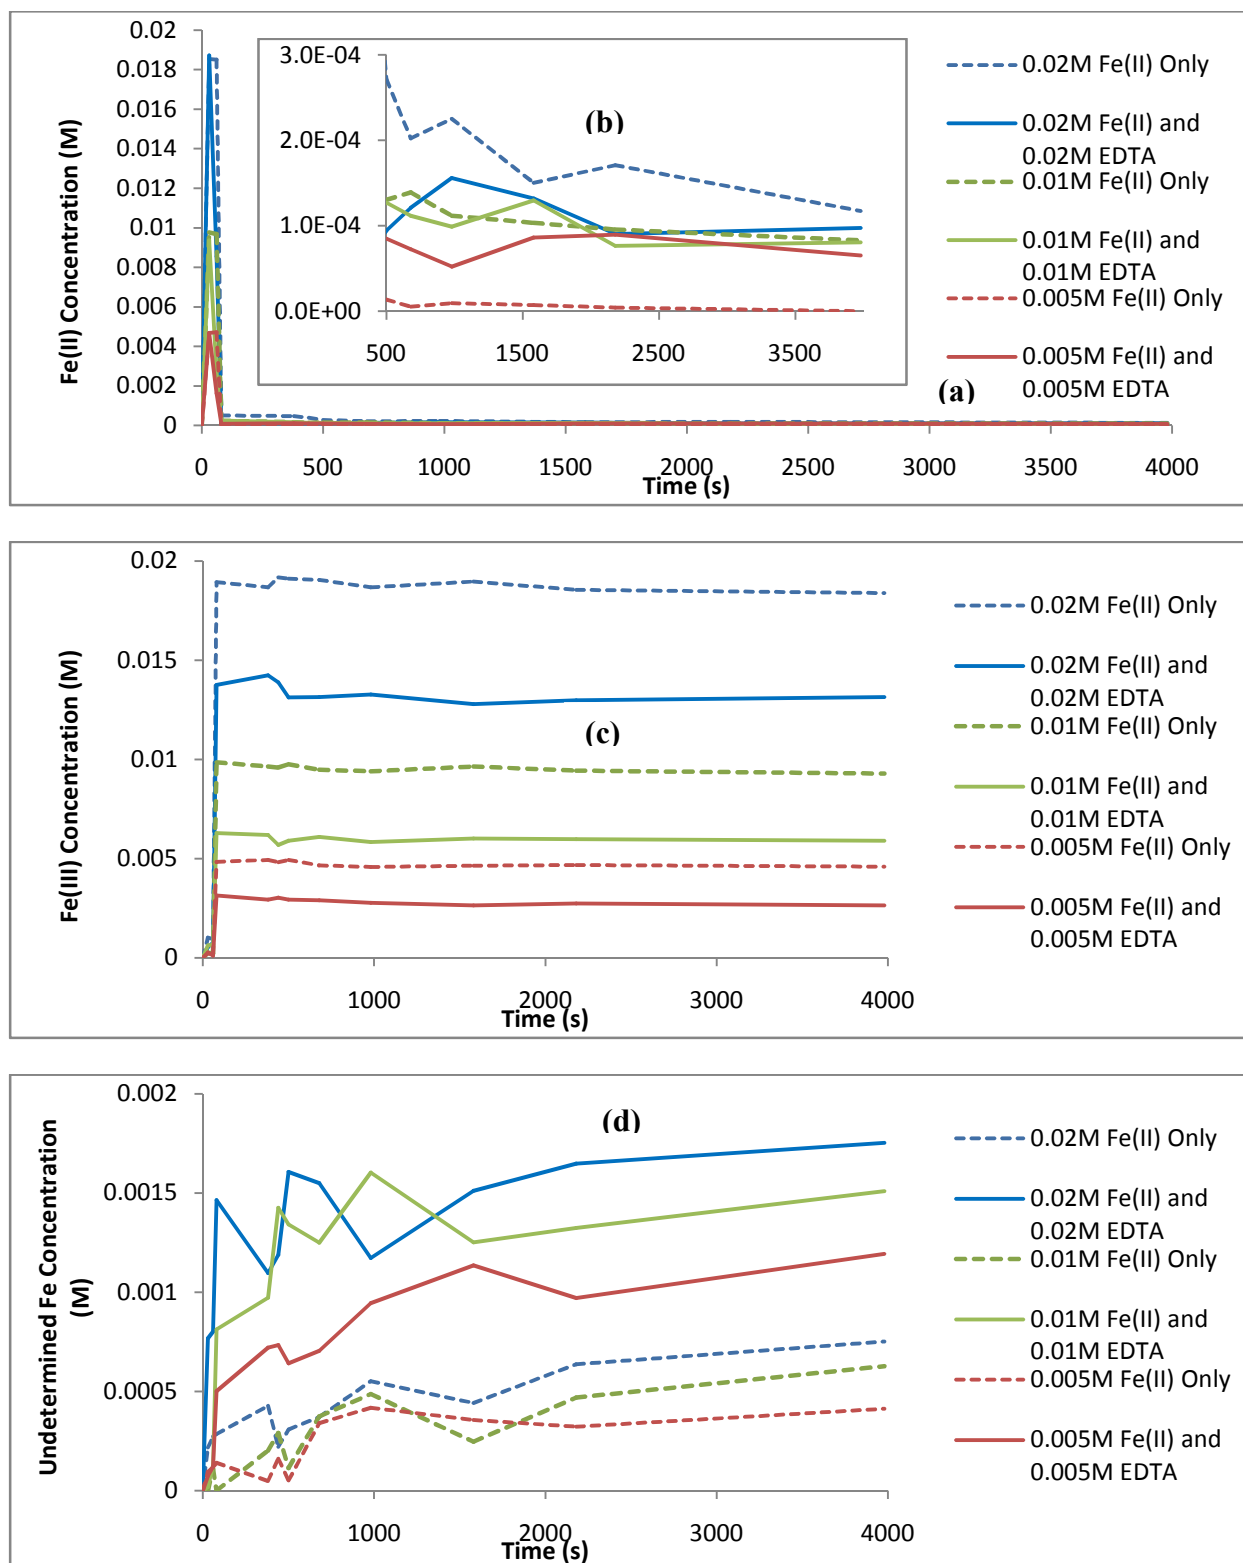 0.02
0.018
0.016
0.014
0.012
0.01
0.008
0.006
0.004
0.002
0
Fe(II) Concentration (M)
3.0E-04
2.0E-04
1.0E-04
0.0E+00
(b)
500 1500 2500 3500
(a)
0 500 1000 1500 2000 2500 3000 3500 4000
Time (s)
0.02M Fe(II) Only
0.02M Fe(II) and
0.02M EDTA
0.01M Fe(II) Only
0.01M Fe(II) and
0.01M EDTA
0.005M Fe(II) Only
0.005M Fe(II) and
0.005M EDTA
0.02
0.015
0.01
0.005
0
Fe(III) Concentration (M)
(c)
0 1000 2000 3000 4000
Time (s)
0.02M Fe(II) Only
0.02M Fe(II) and
0.02M EDTA
0.01M Fe(II) Only
0.01M Fe(II) and
0.01M EDTA
0.005M Fe(II) Only
0.005M Fe(II) and
0.005M EDTA
0.002
0.0015
0.001
0.0005
0
Undetermined Fe Concentration
(M)
(d)
0 1000 2000 3000 4000
Time (s)
0.02M Fe(II) Only
0.02M Fe(II) and
0.02M EDTA
0.01M Fe(II) Only
0.01M Fe(II) and
0.01M EDTA
0.005M Fe(II) Only
0.005M Fe(II) and
0.005M EDTA